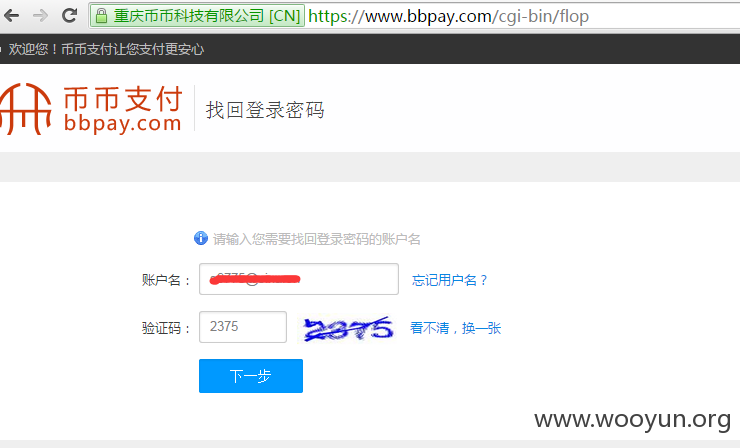 重庆币币科技有限公司 [CN] https://www.bbpay.com/cgi-bin/flop
欢迎您！币币支付让您支付更安心
币币支付
bbpay.com
找回登录密码
请输入您需要找回登录密码的账户名
账户名： 忘记用户名？
验证码： 2375 2375 看不清，换一张
下一步
www.wooyun.org